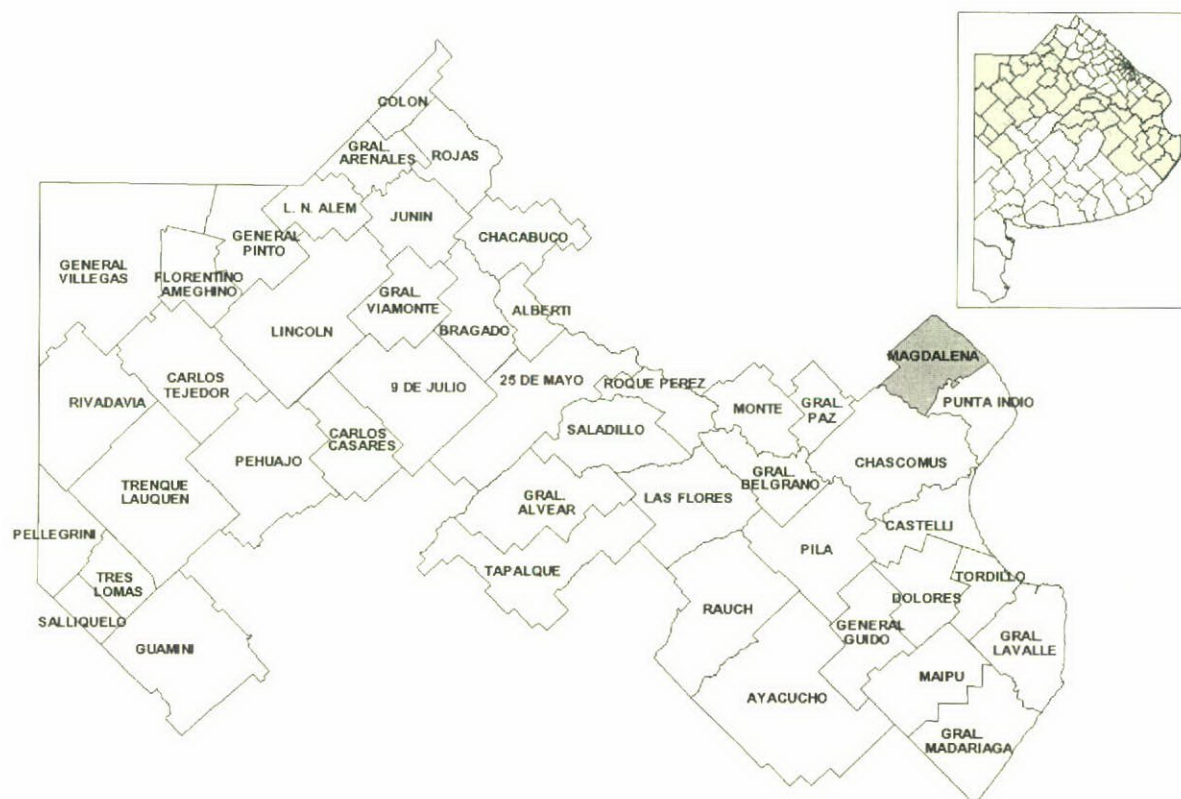 COLON
GRAL.
ARENALES
ROJAS
L. N. ALEM
JUNIN
GENERAL
PINTO
CHACABUCO
GENERAL
VILLEGAS
FLORENTINO
AMEGHINO
GRAL.
VIAMONTE
ALBERTI
LINCOLN
BRAGADO
MAGDALENA
CARLOS
TEJEDOR
9 DE JULIO
25 DE MAYO
ROQUE PEREZ
RIVADAVIA
MONTE
GRAL
PAZ
PUNTA INDIO
SALADILLO
CARLOS
CASARES
PEHUAJO
CHASCOMUS
TRENQUE
LAUQUEN
GRAL.
ALVEAR
LAS FLORES
GRAL.
BELGRANO
CASTELLI
PELLEGRINI
PILA
TRES
LOMAS
TAPALQUE
TORDILLO
DOLORES
RAUCH
SALLIQUELO
GENERAL
GUIDO
GUAMINI
GRAL.
LAVALLE
MAIPU
AYACUCHO
GRAL.
MADARIAGA